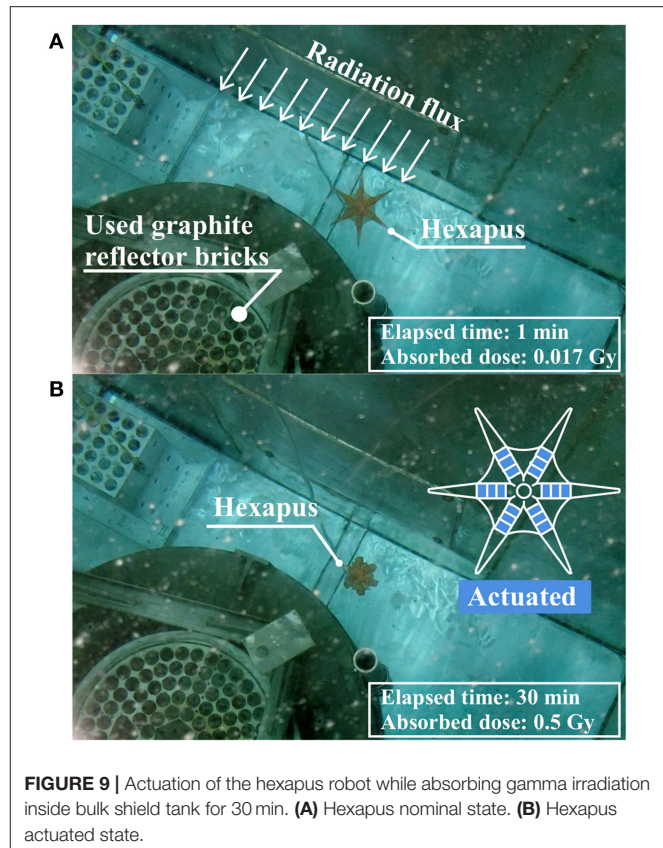 A
Radiation flux
Used graphite
reflector bricks
Hexapus
Elapsed time: 1 min
Absorbed dose: 0.017 Gy
B
Hexapus
Actuated
Elapsed time: 30 min
Absorbed dose: 0.5 Gy
FIGURE 9 | Actuation of the hexapus robot while absorbing gamma irradiation
inside bulk shield tank for 30 min. (A) Hexapus nominal state. (B) Hexapus
actuated state.